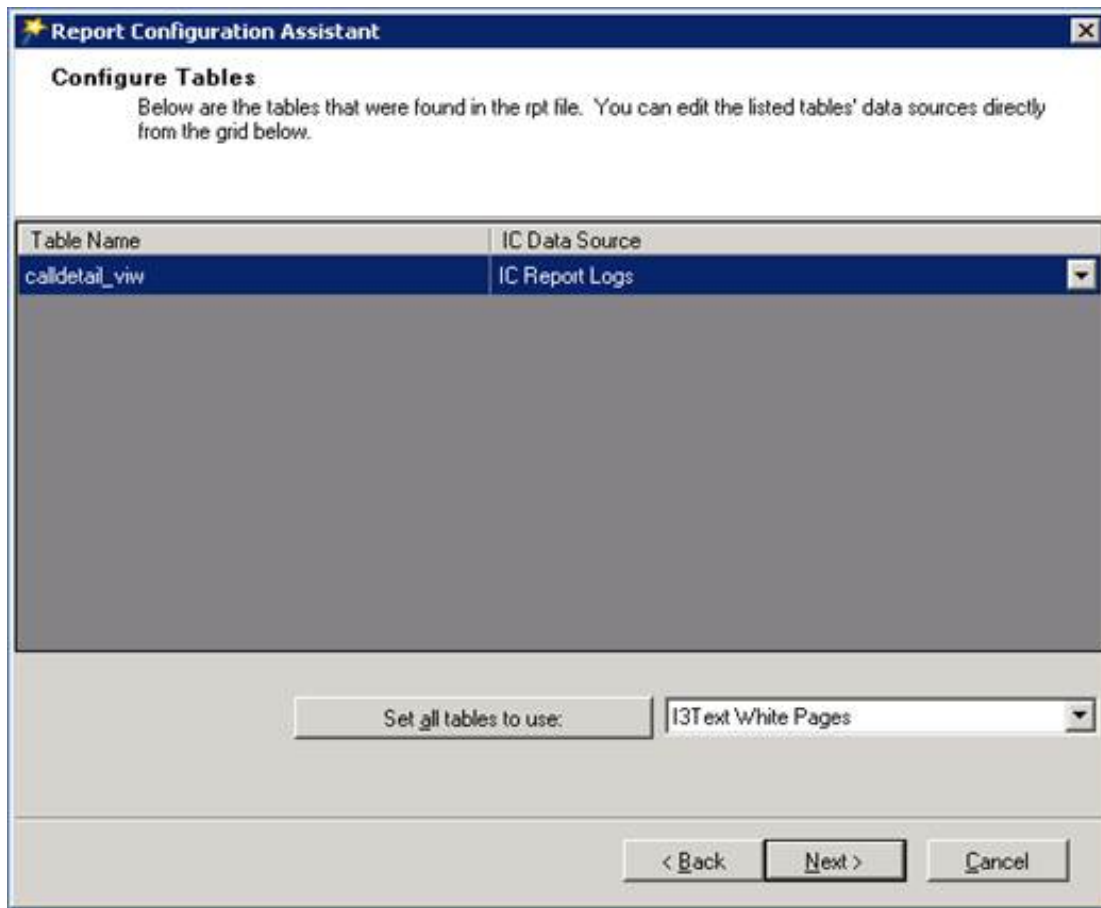 Report Configuration Assistant
Configure Tables
Below are the tables that were found in the rpt file. You can edit the listed tables' data sources directly
from the grid below.
Table Name IC Data Source
calldetail_viw IC Report Logs
Set all tables to use: I3Text White Pages
< Back Next > Cancel